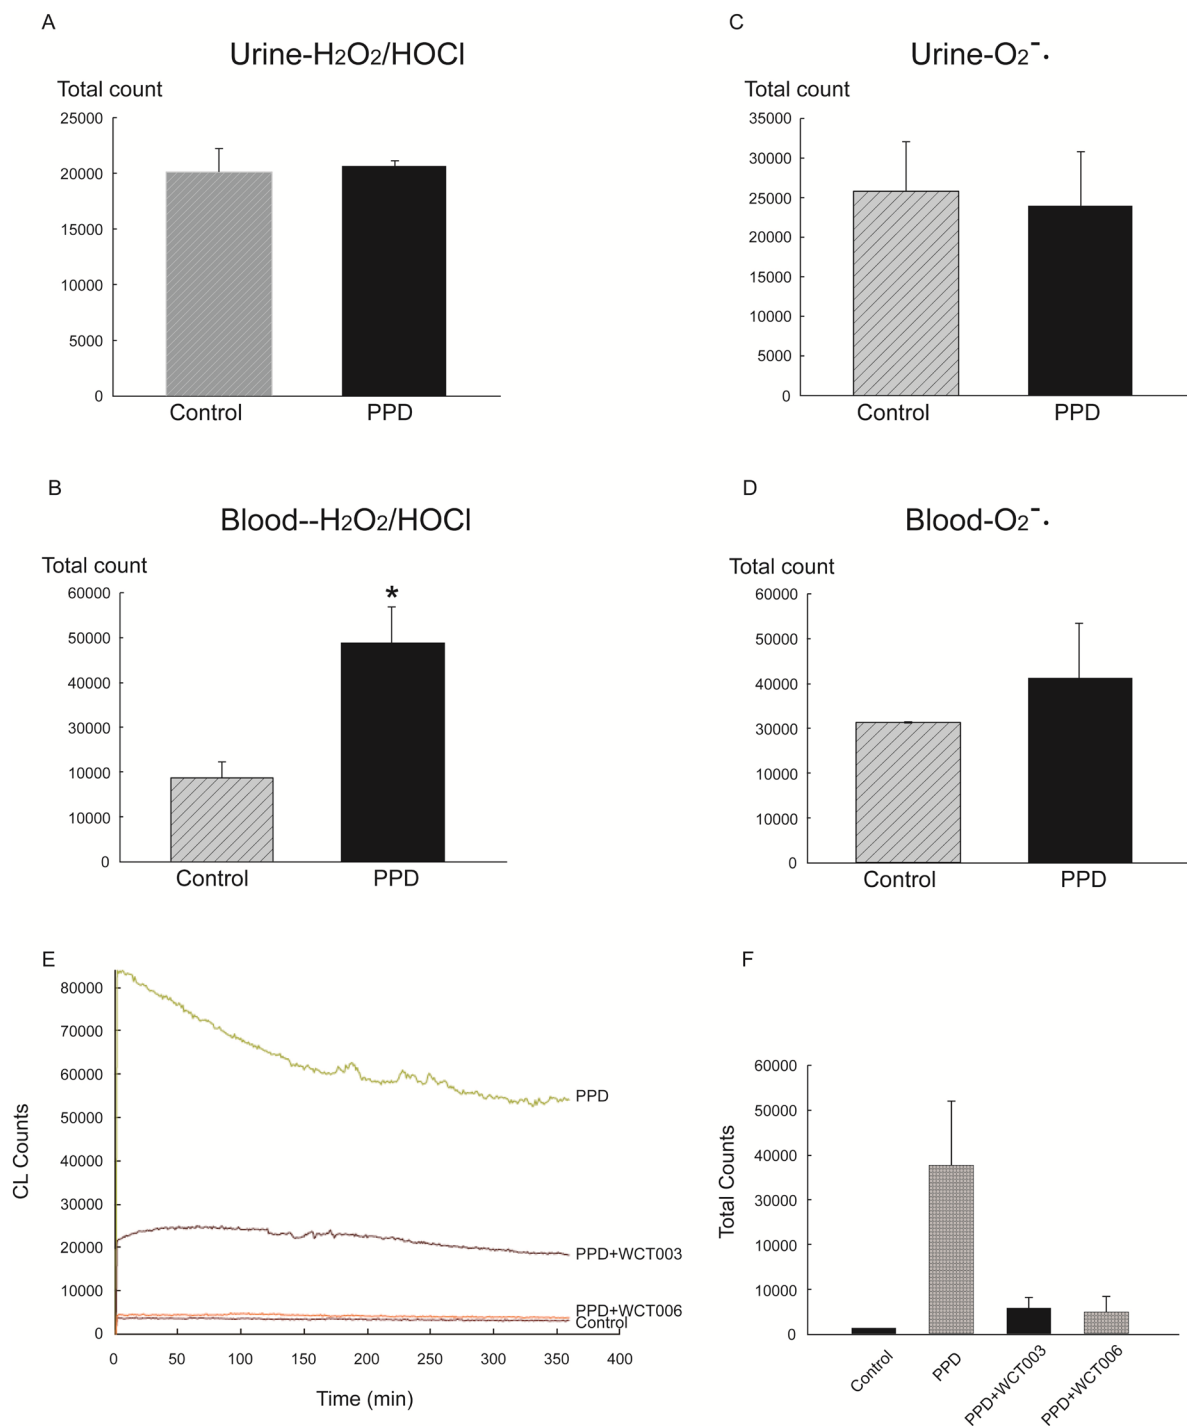 A
Urine-H2O2/HOCl
Total count
25000
20000
15000
10000
5000
0
Control
PPD
C
Urine-O2⁻·
Total count
35000
30000
25000
20000
15000
10000
5000
0
Control
PPD
B
Blood--H2O2/HOCl
Total count
60000
*
50000
40000
30000
10000
10000
0
Control
PPD
D
Blood-O2⁻·
Total count
60000
50000
40000
30000
10000
10000
0
Control
PPD
E
CL Counts
80000
70000
60000
50000
40000
30000
20000
10000
0
PPD
PPD+WCT003
PPD+WCT006
Control
0
50
100
150
200
250
300
350
400
Time (min)
F
Total Counts
60000
50000
40000
30000
10000
10000
0
Control
PPD
PPD+WCT003
PPD+WCT006